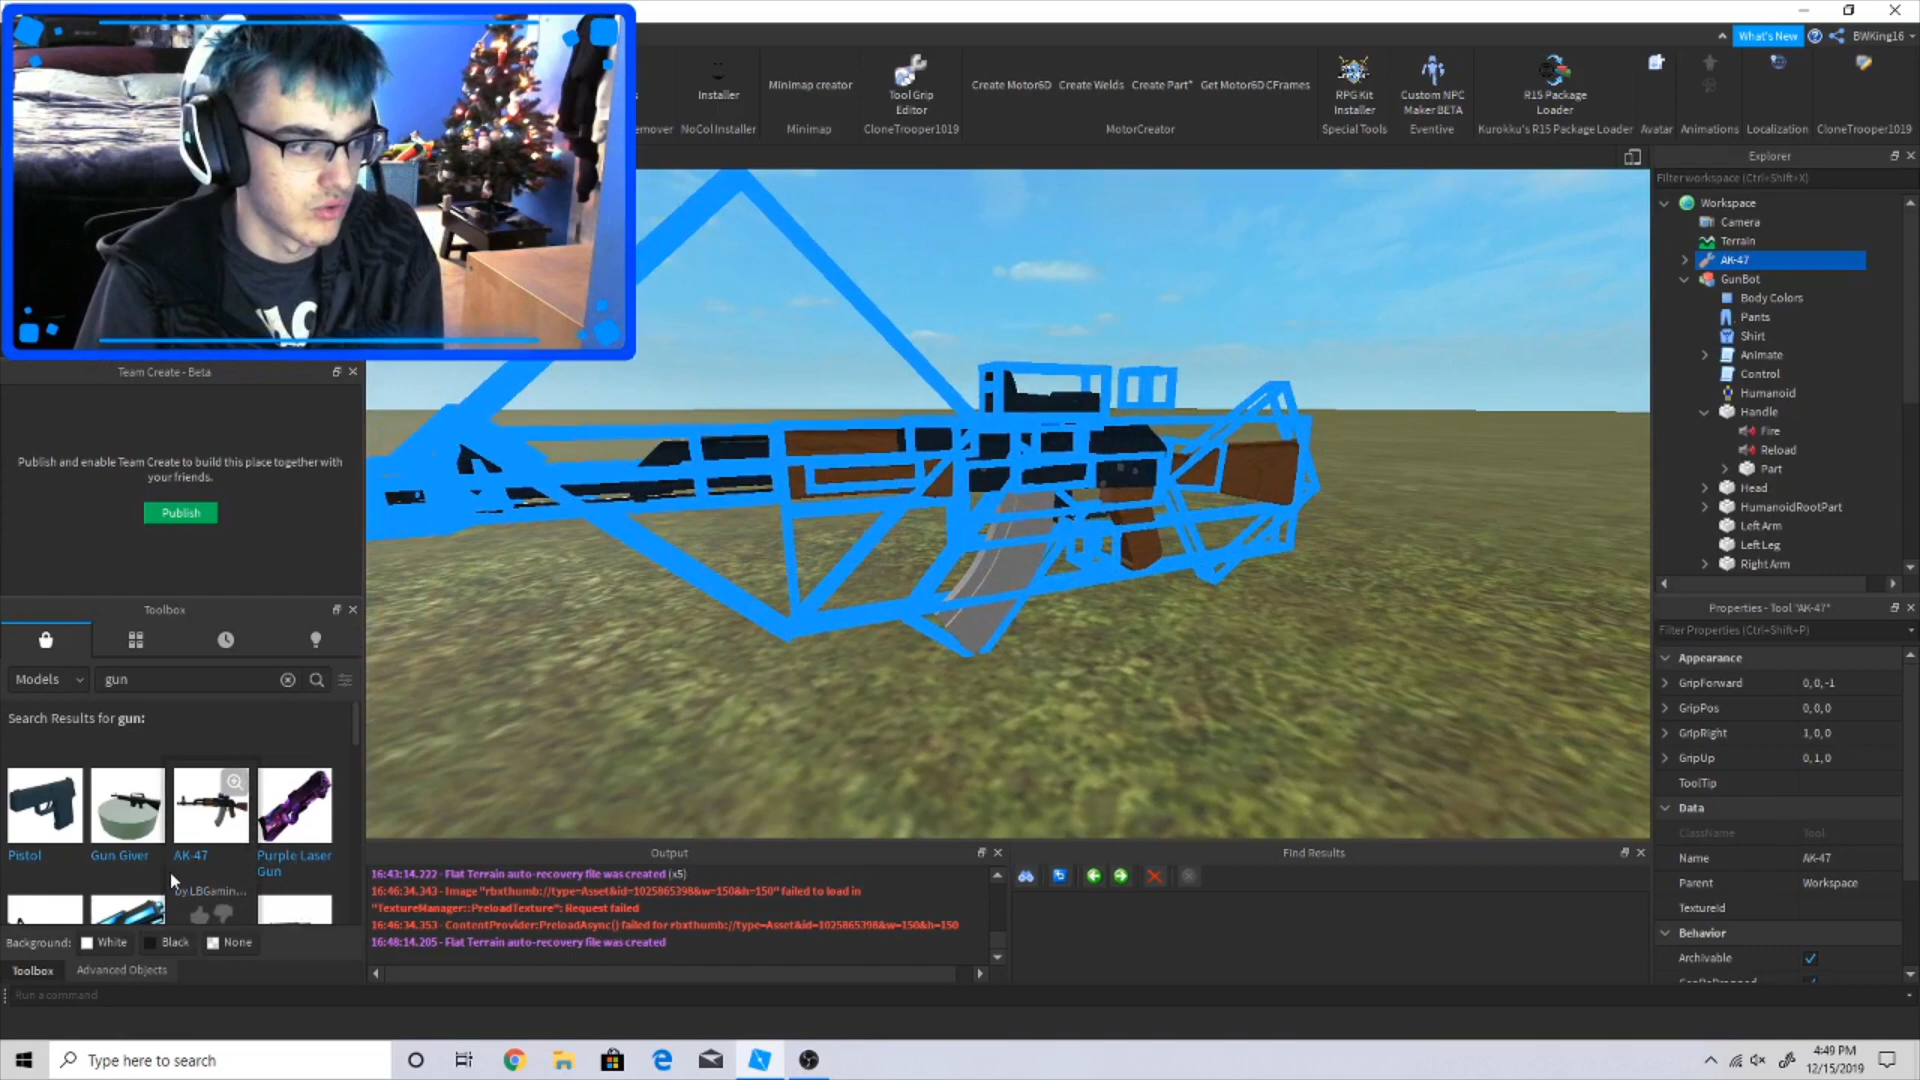 What's New
BWKing16
Installer
Minimap creator
Tool Grip
Editor
Create Motor6D Create Welds Create Part* Get Motor6D CFrames
RPG Kit
Installer
Custom NPC
Maker BETA
R15 Package
Loader
emover
NoCol Installer
Minimap
CloneTrooper1019
MotorCreator
Special Tools
Eventive
Kurokku's R15 Package Loader
Avatar
Animations
Localization
CloneTrooper1019
Explorer
Filter workspace (Ctrl+Shift+X)
Workspace
Camera
Terrain
AK-47
GunBot
Body Colors
Pants
Shirt
Animate
Control
Humanoid
Handle
Fire
Reload
Part
Head
HumanoidRootPart
Left Arm
Left Leg
Right Arm
Team Create - Beta
Publish and enable Team Create to build this place together with
your friends.
Publish
Toolbox
Models
gun
Search Results for gun:
Pistol
Gun Giver
AK-47
Purple Laser
Gun
by LBGamin...
Background: White Black None
Toolbox
Advanced Objects
Run a command
Output
16:43:14.222 - Flat Terrain auto-recovery file was created (x5)
16:46:34.343 - Image "rbxthumb://type=Asset&id=1025865398&w=150&h=150" failed to load in
"TextureManager::PreloadTexture": Request failed
16:46:34.353 - ContentProvider:PreloadAsync() failed for rbxthumb://type=Asset&id=1025865398&w=150&h=150
16:48:14.205 - Flat Terrain auto-recovery file was created
Find Results
Properties - Tool "AK-47"
Filter Properties (Ctrl+Shift+P)
Appearance
GripForward 0, 0, -1
GripPos 0, 0, 0
GripRight 1, 0, 0
GripUp 0, 1, 0
ToolTip
Data
ClassName Tool
Name AK-47
Parent Workspace
TextureId
Behavior
Archivable
Type here to search
4:49 PM
12/15/2019